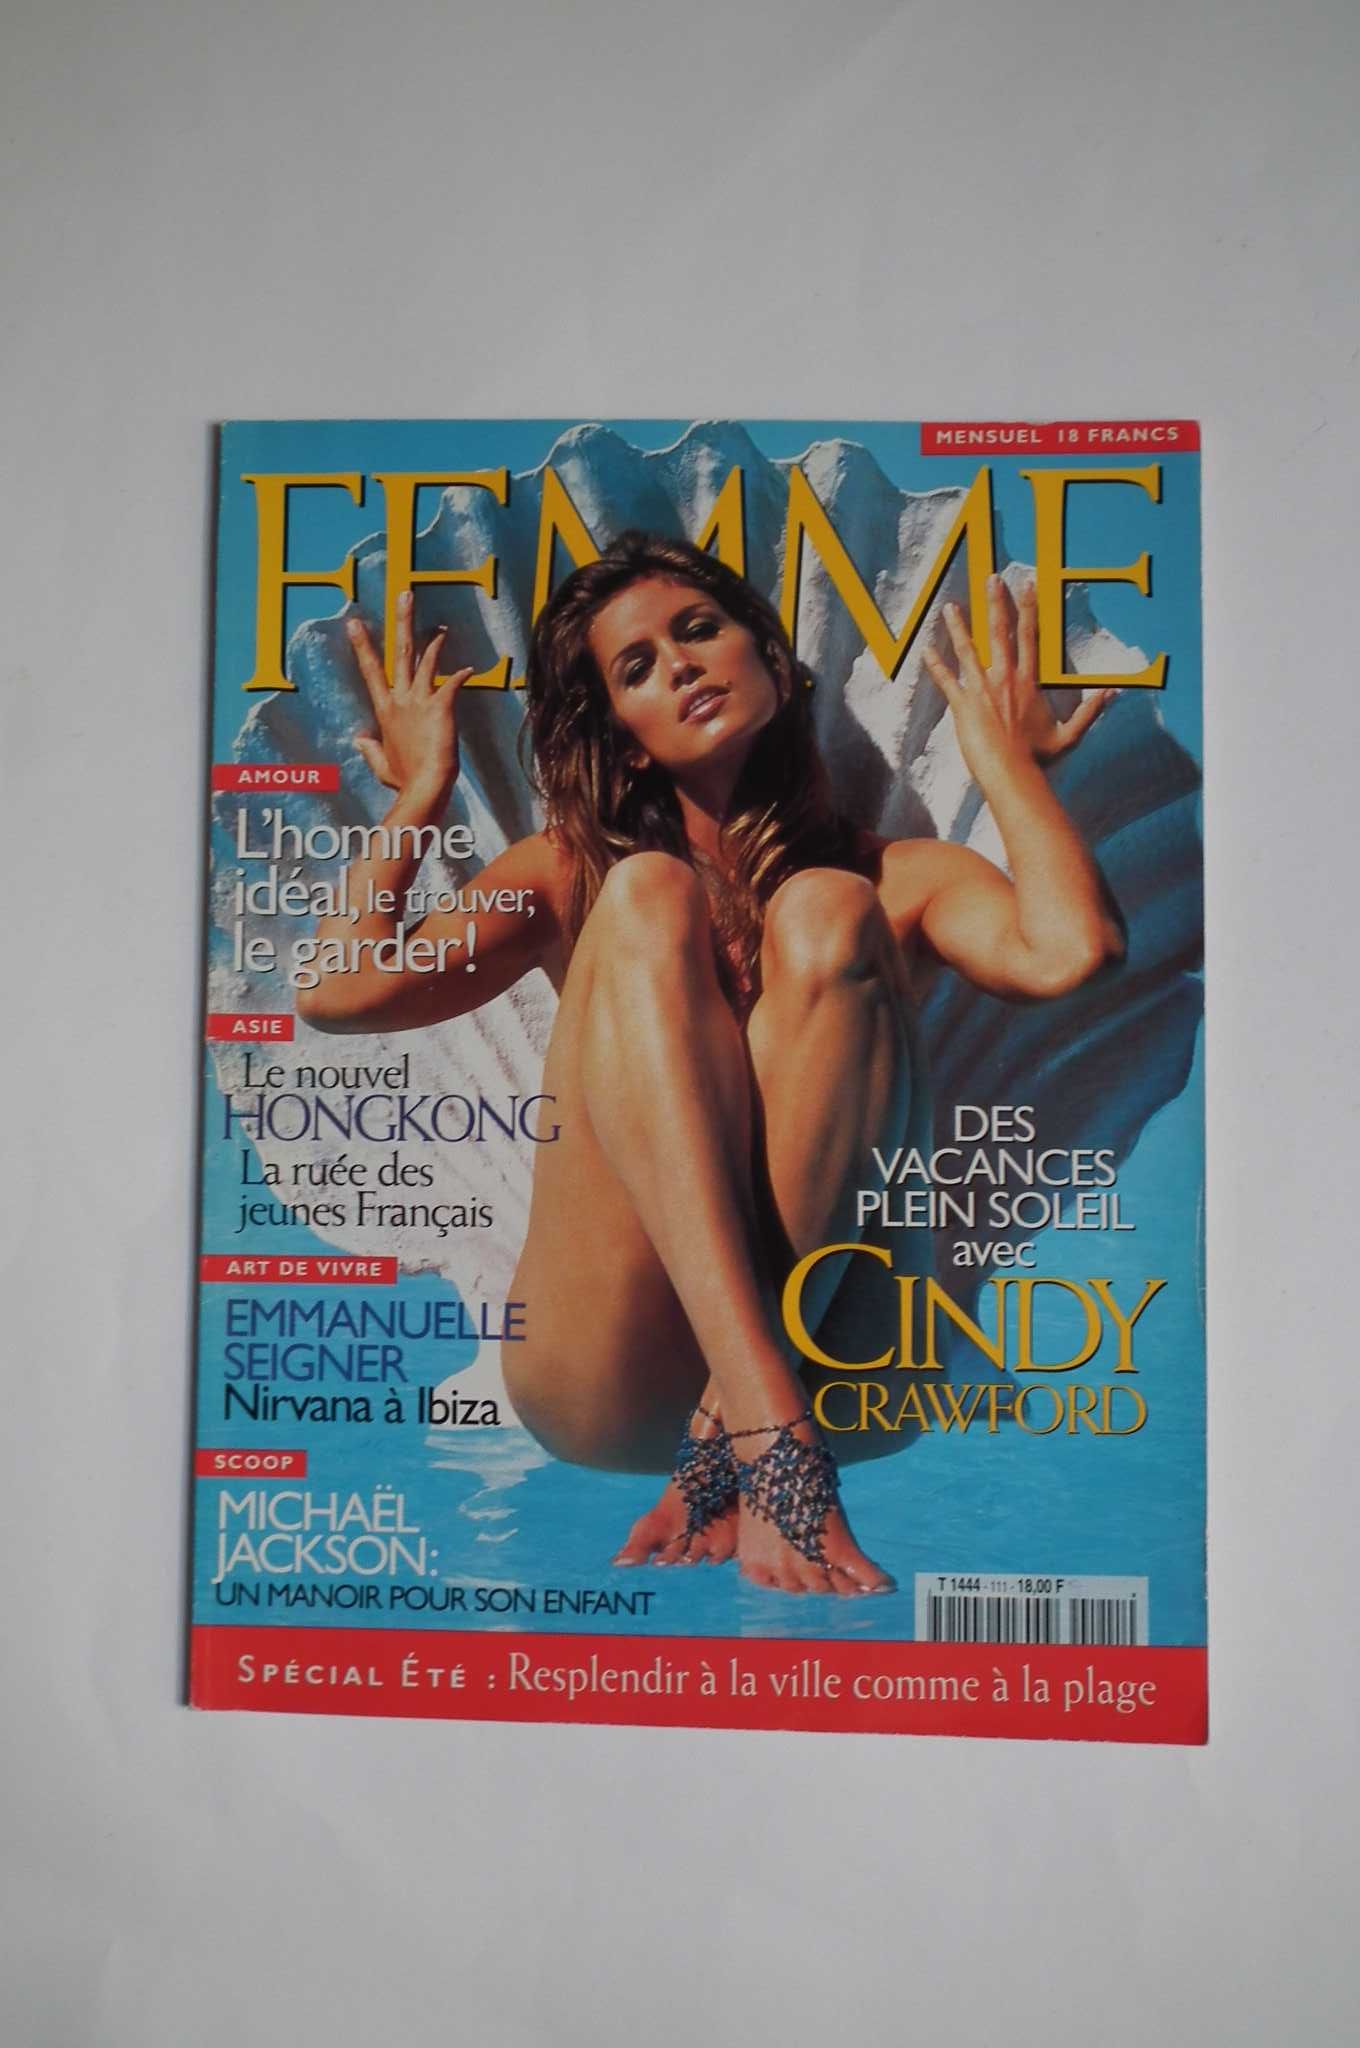 MENSUEL 18 FRANCS
FEMME
AMOUR
L'homme
idéal, le trouver,
le garder!
ASIE
Le nouvel
HONGKONG
La ruée des
jeunes Français
ART DE VIVRE
EMMANUELLE
SEIGNER
Nirvana à Ibiza
SCOOP
MICHAËL
JACKSON:
UN MANOIR POUR SON ENFANT
DES
VACANCES
PLEIN SOLEIL
avec
CINDY
CRAWFORD
T 1444 - 111 - 18,00 F
SPÉCIAL ÉTÉ : Resplendir à la ville comme à la plage